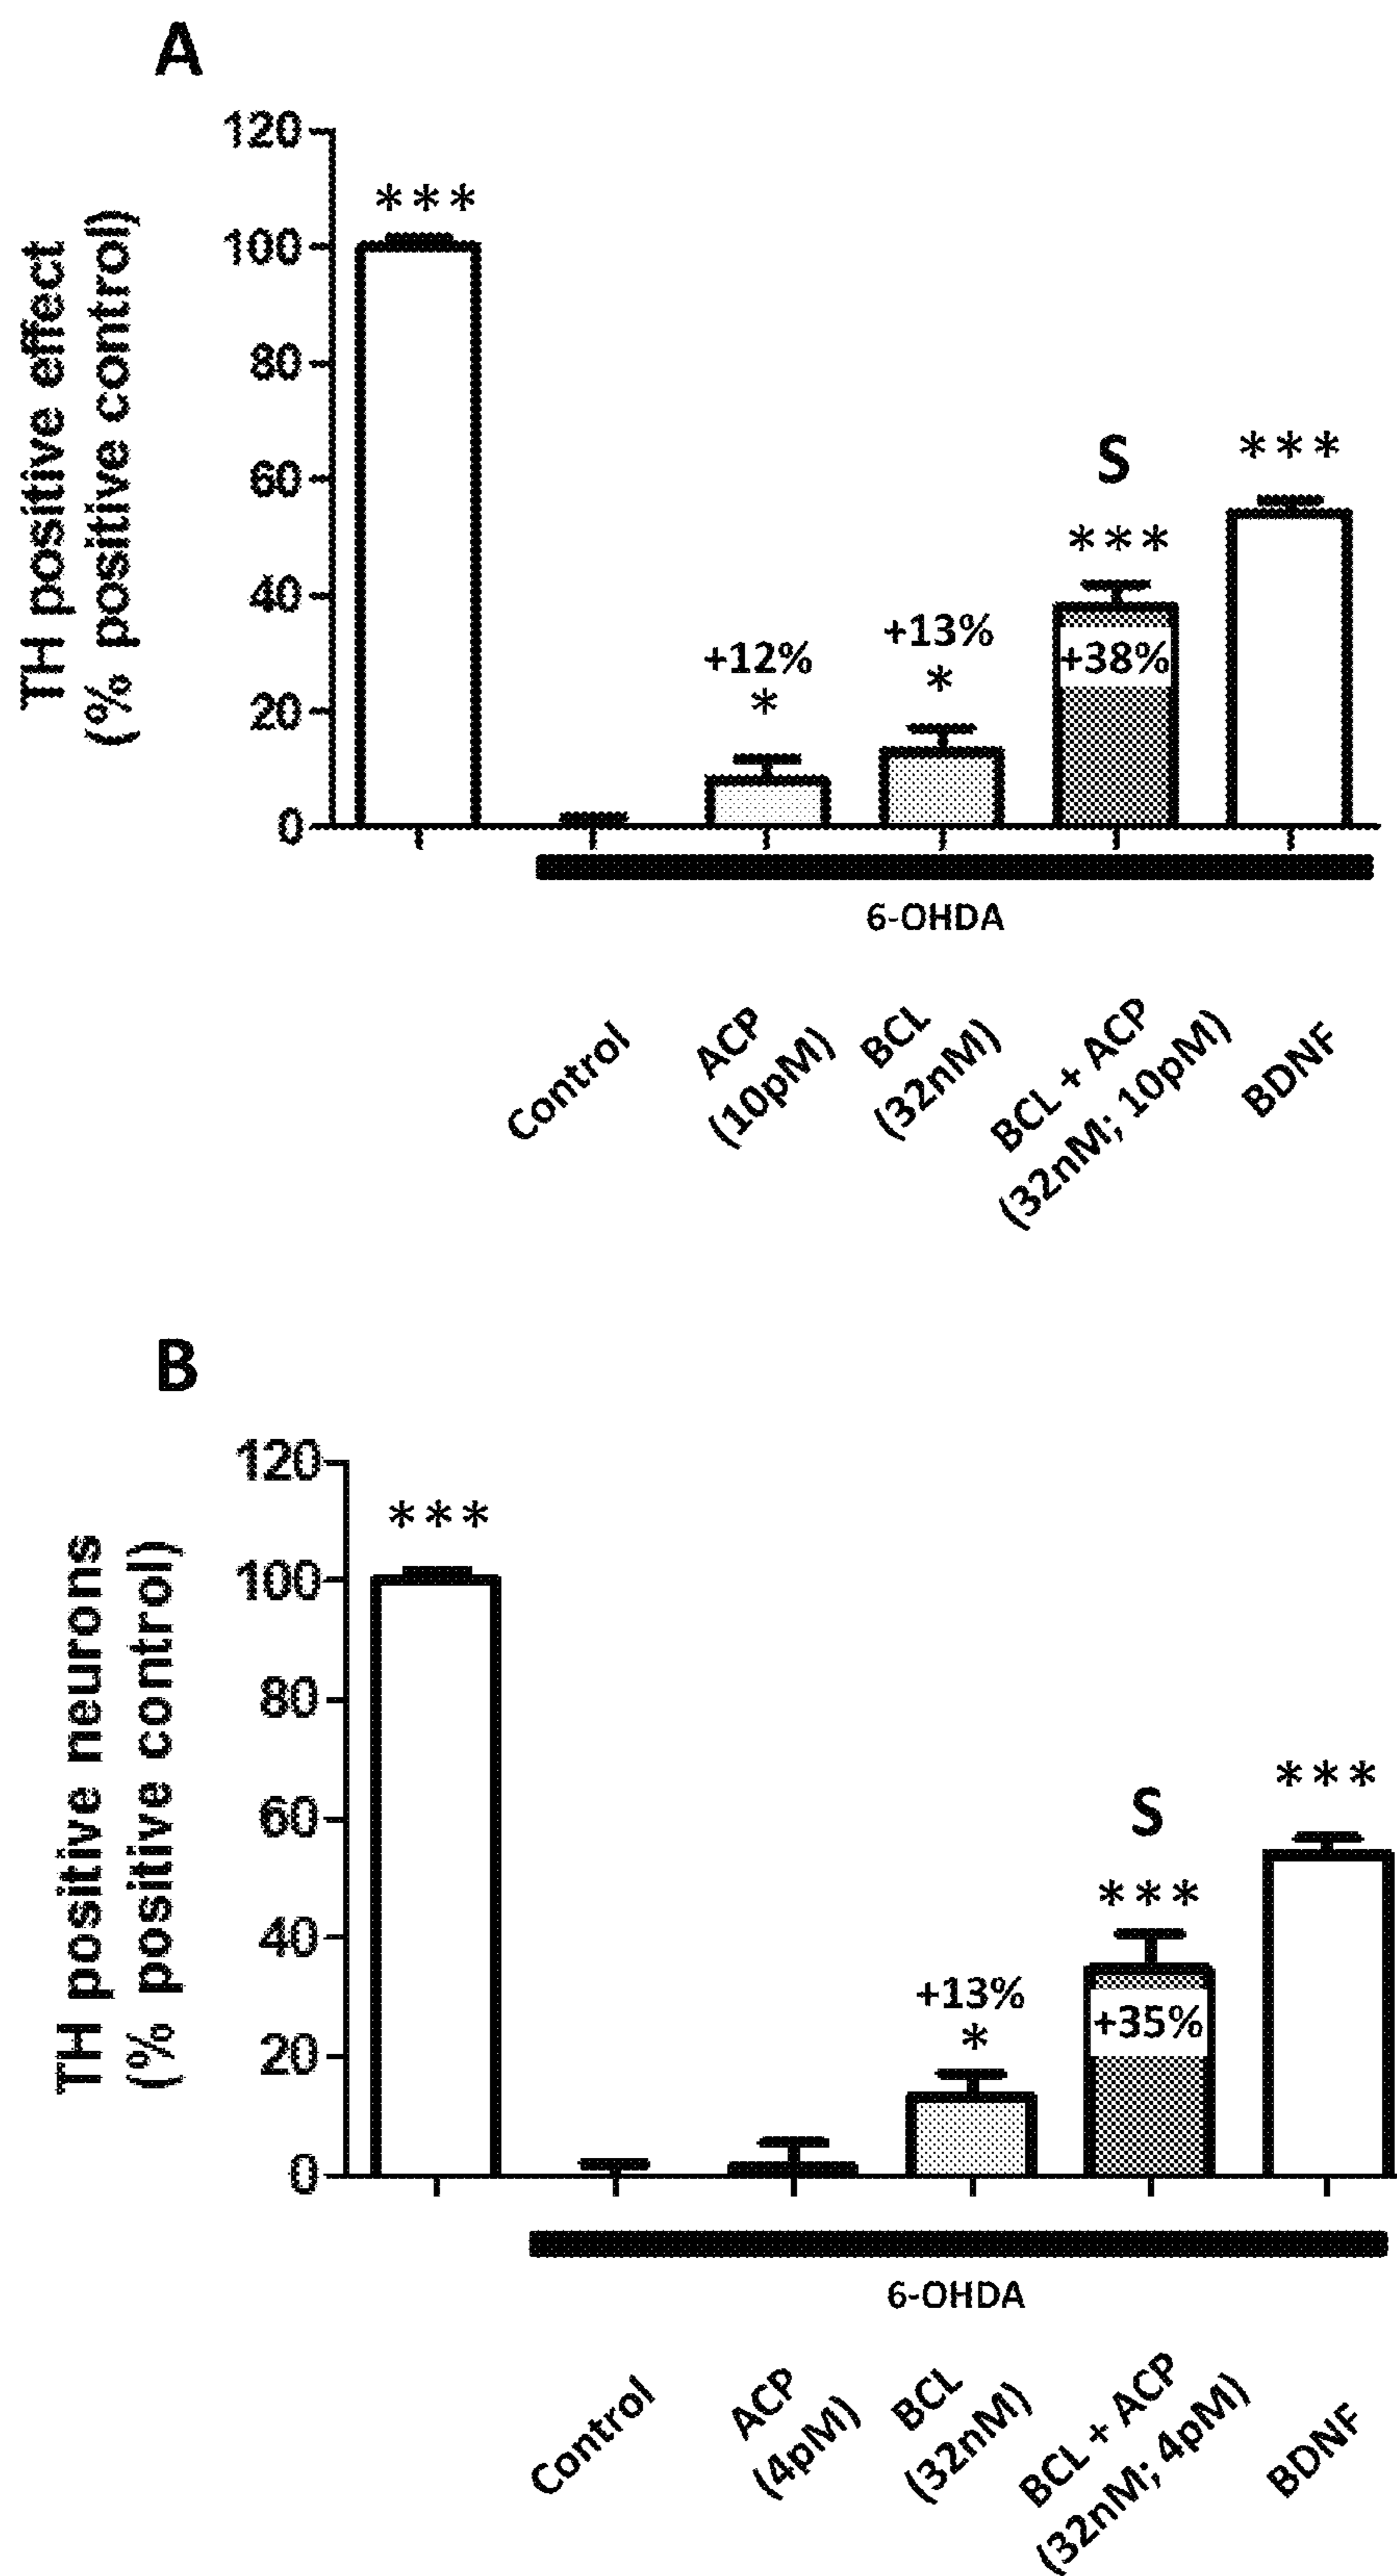 A
TH positive effect
(% positive control)
120
100
80
60
40
20
0
***
+12%
*
+13%
*
S
***
+38%
***
6-OHDA
Control
ACP
(10pM)
BCL
(32nM)
BCL + ACP
(32nM; 10pM)
BDNF
B
TH positive neurons
(% positive control)
120
100
80
60
40
20
0
***
+13%
*
S
***
+35%
***
6-OHDA
Control
ACP
(4pM)
BCL
(32nM)
BCL + ACP
(32nM; 4pM)
BDNF